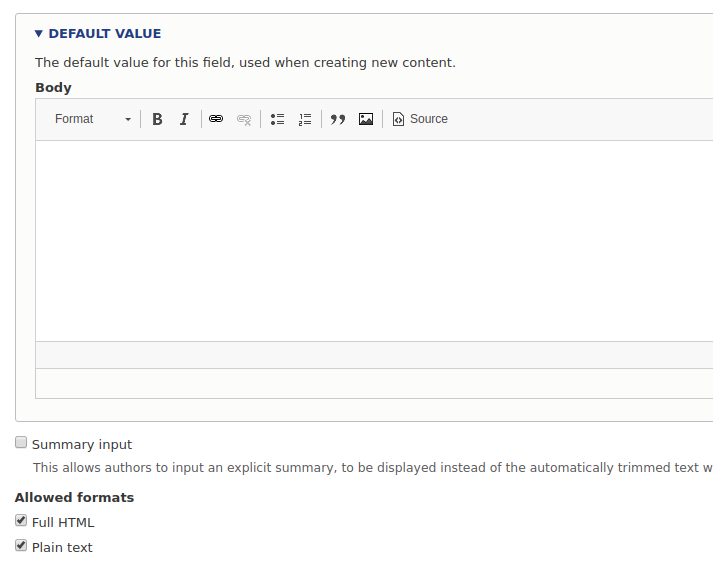 DEFAULT VALUE
The default value for this field, used when creating new content.
Body
Format B I Source
Summary input
This allows authors to input an explicit summary, to be displayed instead of the automatically trimmed text w
Allowed formats
Full HTML
Plain text